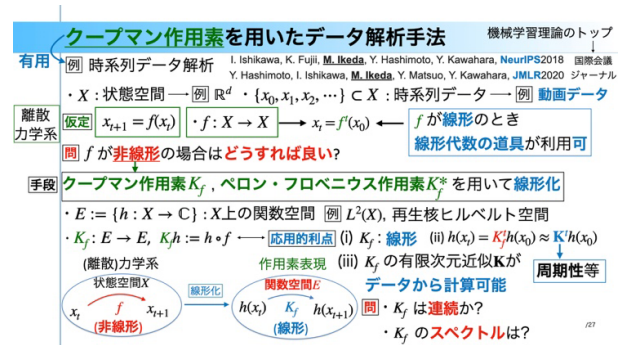 クープマン作用素を用いたデータ解析手法
機械学習理論のトップ
国際会議
ジャーナル
有用
例 時系列データ解析
I. Ishikawa, K. Fujii, M. Ikeda, Y. Hashimoto, Y. Kawahara, NeurIPS2018
Y. Hashimoto, I. Ishikawa, M. Ikeda, Y. Matsuo, Y. Kawahara, JMLR2020
・X : 状態空間 → 例 ℝ^d ・{x_0, x_1, x_2, ⋯} ⊂ X : 時系列データ → 例 動画データ
離散
力学系
仮定 x_{t+1} = f(x_t) ・f : X → X ⟷ x_t = f^t(x_0)
f が線形のとき
線形代数の道具が利用可
問 f が非線形の場合はどうすれば良い?
手段 クープマン作用素K_f , ペロン・フロベニウス作用素K_f^* を用いて線形化
・E := {h : X → ℂ} : X上の関数空間 例 L^2(X), 再生核ヒルベルト空間
・K_f : E → E, K_f h := h ∘ f ⟷ 応用的利点 (i) K_f : 線形 (ii) h(x_t) = K_f^t h(x_0) ≈ K^t h(x_0)
(iii) K_f の有限次元近似Kが
データから計算可能
周期性等
(離散)力学系
状態空間X
x_t f x_{t+1}
(非線形)
線形化
作用素表現
関数空間E
h(x_t) K_f h(x_{t+1})
(線形)
問 ・K_f は連続か?
・K_f のスペクトルは?
/27